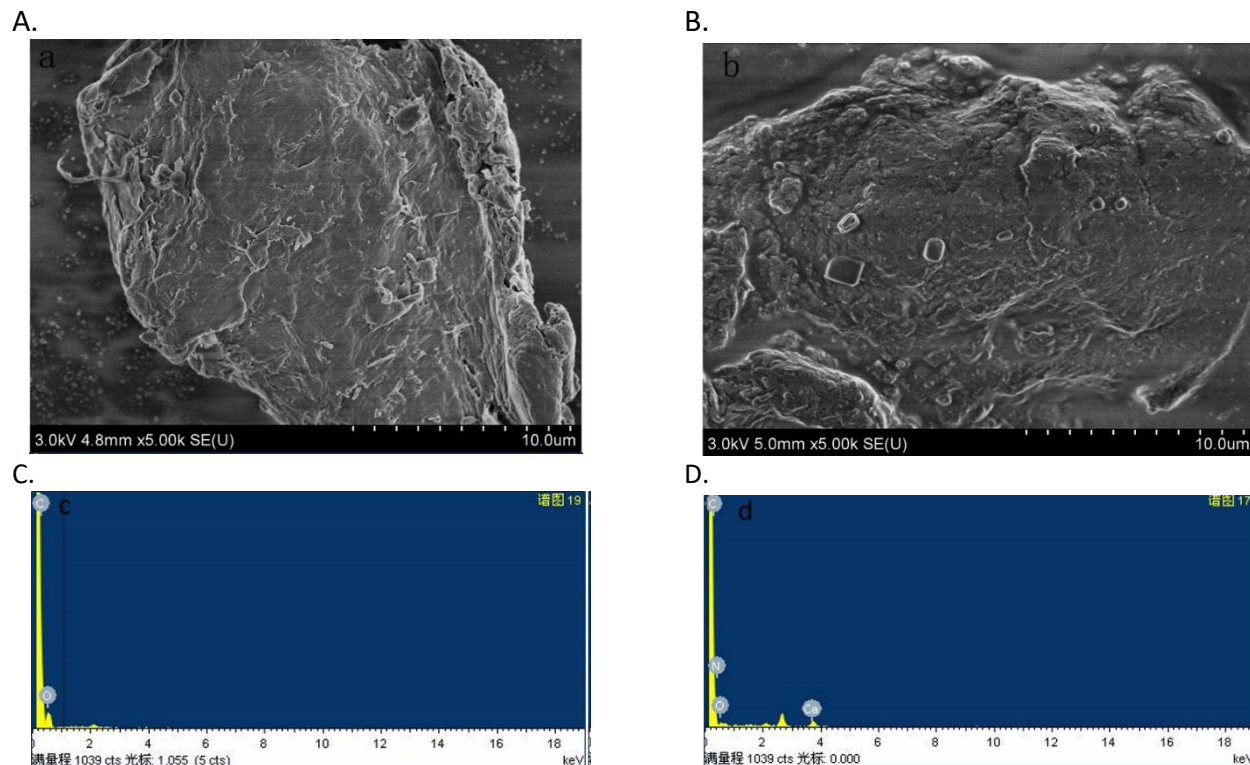 A.
B.
a
b
3.0kV 4.8mm x5.00k SE(U) 10.0um
3.0kV 5.0mm x5.00k SE(U) 10.0um
C.
D.
C c 谱图 19
O
0 2 4 6 8 10 12 14 16 18
满量程 1039 cts 光标: 1.055 (5 cts) keV
C d 谱图 17
N
O Ca
0 2 4 6 8 10 12 14 16 18
满量程 1039 cts 光标: 0.000 keV